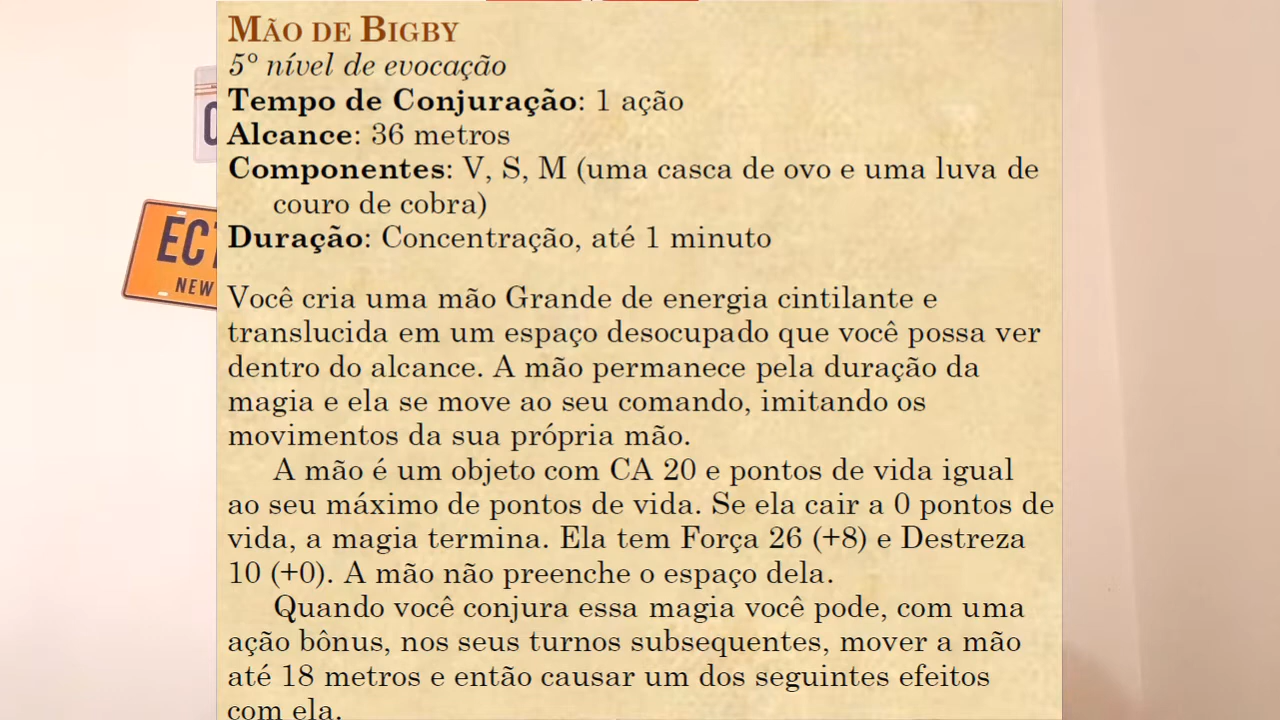 MÃO DE BIGBY
5° nível de evocação
Tempo de Conjuração: 1 ação
Alcance: 36 metros
Componentes: V, S, M (uma casca de ovo e uma luva de
couro de cobra)
Duração: Concentração, até 1 minuto
Você cria uma mão Grande de energia cintilante e
translucida em um espaço desocupado que você possa ver
dentro do alcance. A mão permanece pela duração da
magia e ela se move ao seu comando, imitando os
movimentos da sua própria mão.
A mão é um objeto com CA 20 e pontos de vida igual
ao seu máximo de pontos de vida. Se ela cair a 0 pontos de
vida, a magia termina. Ela tem Força 26 (+8) e Destreza
10 (+0). A mão não preenche o espaço dela.
Quando você conjura essa magia você pode, com uma
ação bônus, nos seus turnos subsequentes, mover a mão
até 18 metros e então causar um dos seguintes efeitos
com ela.
NEW